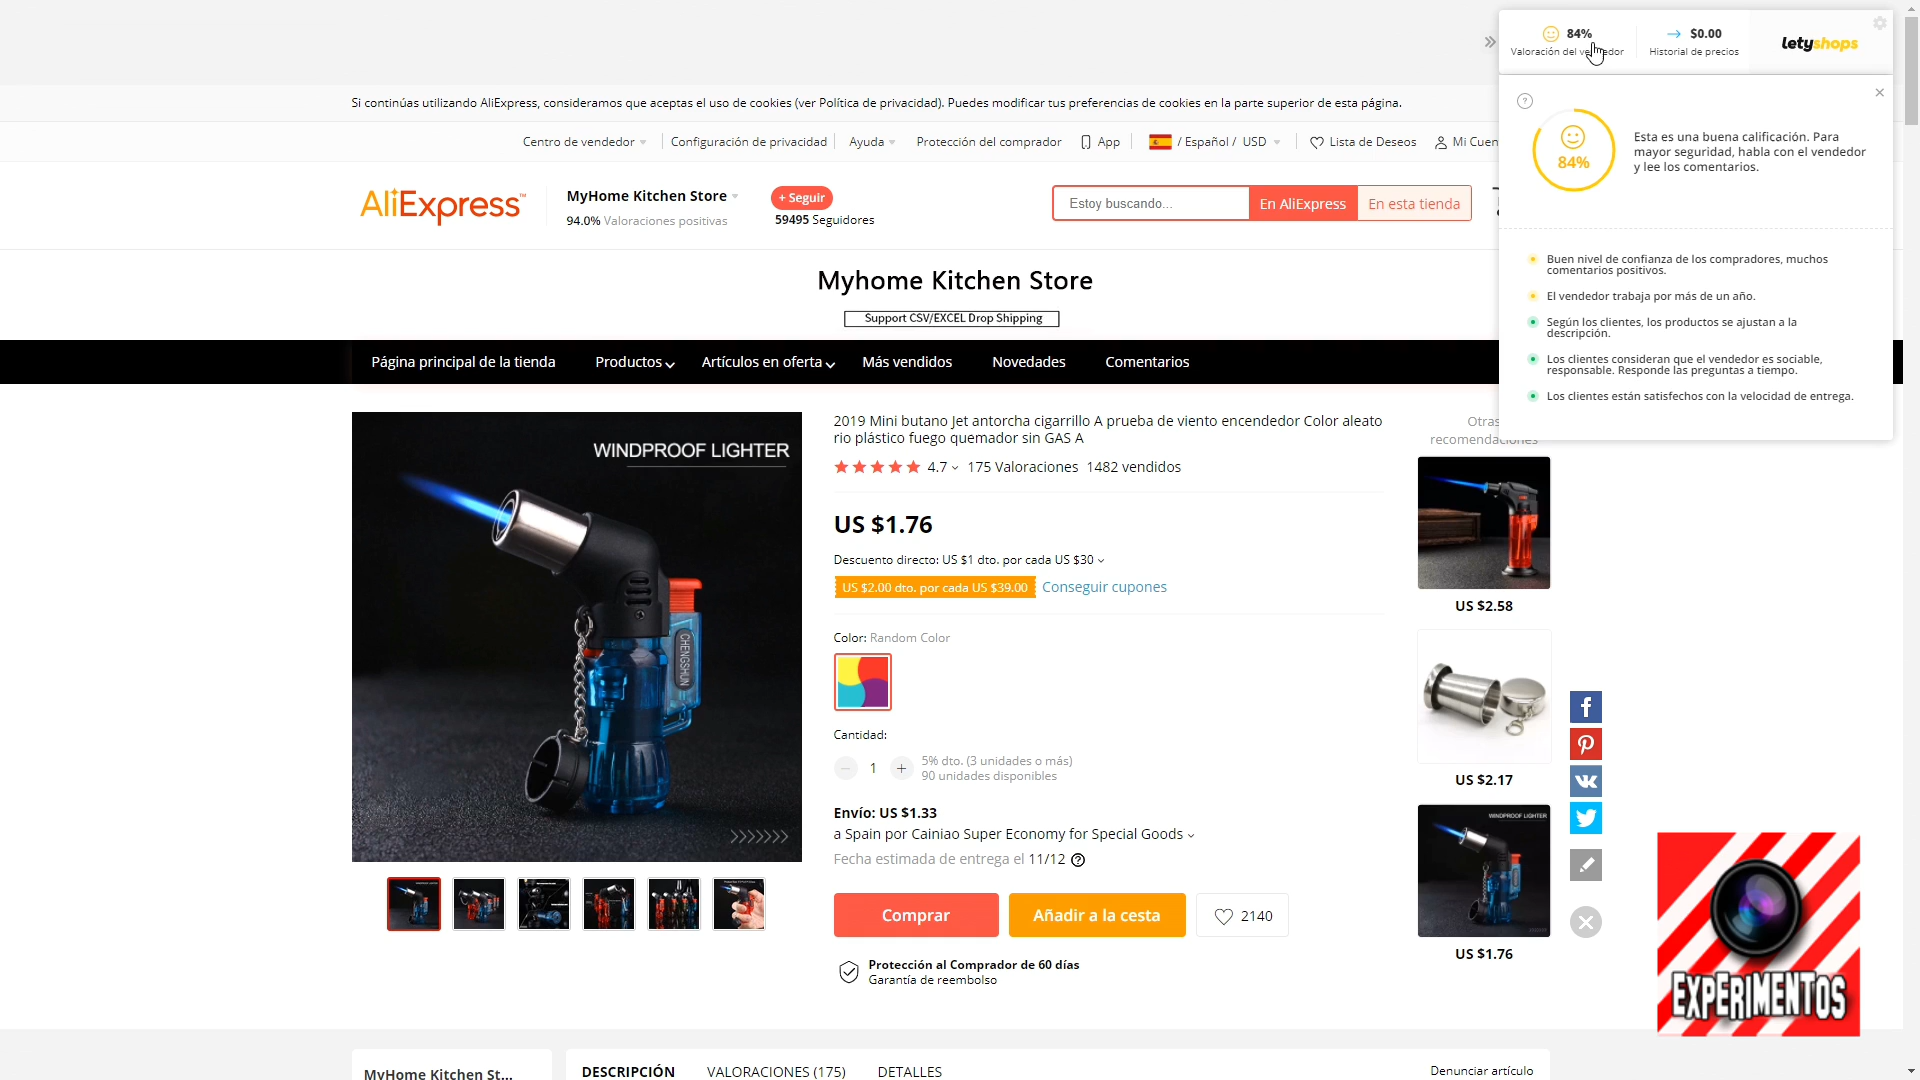 84%
Valoración del vendedor
$0.00
Historial de precios
letyshops
84%
Esta es una buena calificación. Para
mayor seguridad, habla con el vendedor
y lee los comentarios.
Buen nivel de confianza de los compradores, muchos
comentarios positivos.
El vendedor trabaja por más de un año.
Según los clientes, los productos se ajustan a la
descripción.
Los clientes consideran que el vendedor es sociable,
responsable. Responde las preguntas a tiempo.
Los clientes están satisfechos con la velocidad de entrega.
Si continúas utilizando AliExpress, consideramos que aceptas el uso de cookies (ver Política de privacidad). Puedes modificar tus preferencias de cookies en la parte superior de esta página.
Centro de vendedor
Configuración de privacidad
Ayuda
Protección del comprador
App
/ Español / USD
Lista de Deseos
Mi Cuen
AliExpress™
MyHome Kitchen Store
94.0% Valoraciones positivas
+ Seguir
59495 Seguidores
Estoy buscando...
En AliExpress
En esta tienda
Myhome Kitchen Store
Support CSV/EXCEL Drop Shipping
Página principal de la tienda
Productos
Artículos en oferta
Más vendidos
Novedades
Comentarios
WINDPROOF LIGHTER
CHENGSHUN
2019 Mini butano Jet antorcha cigarrillo A prueba de viento encendedor Color aleato
rio plástico fuego quemador sin GAS A
4.7
175 Valoraciones
1482 vendidos
US $1.76
Descuento directo: US $1 dto. por cada US $30
US $2.00 dto. por cada US $39.00
Conseguir cupones
Color: Random Color
Cantidad:
1
5% dto. (3 unidades o más)
90 unidades disponibles
Envío: US $1.33
a Spain por Cainiao Super Economy for Special Goods
Fecha estimada de entrega el 11/12
Comprar
Añadir a la cesta
2140
Protección al Comprador de 60 días
Garantía de reembolso
Otras
recomendaciones
US $2.58
US $2.17
WINDPROOF LIGHTER
US $1.76
EXPERIMENTOS
MyHome Kitchen St...
DESCRIPCIÓN
VALORACIONES (175)
DETALLES
Denunciar artículo